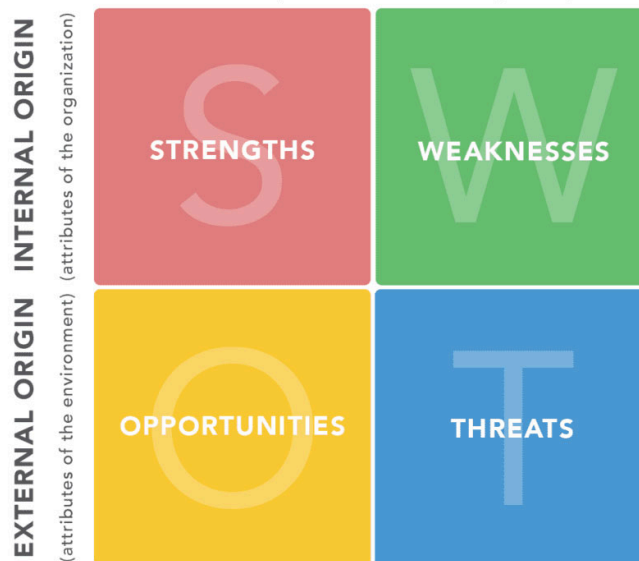 INTERNAL ORIGIN
(attributes of the organization)
S
STRENGTHS
W
WEAKNESSES
EXTERNAL ORIGIN
(attributes of the environment)
O
OPPORTUNITIES
T
THREATS